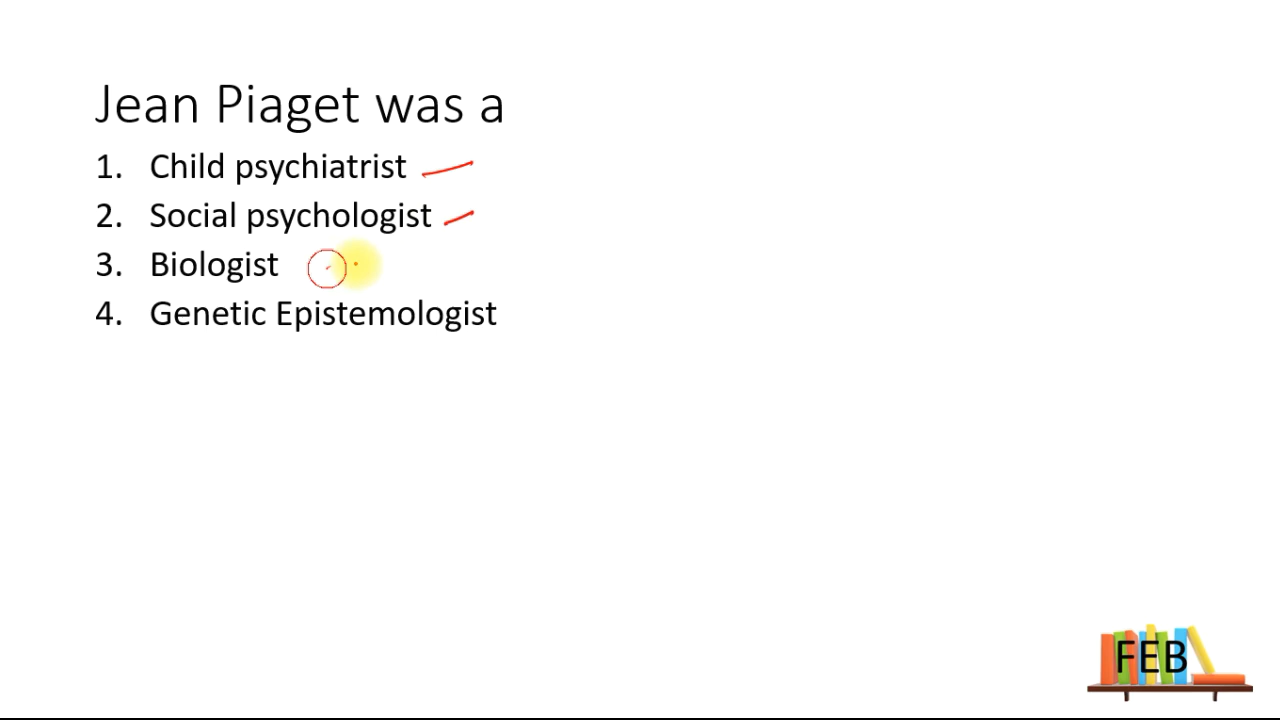 Jean Piaget was a
1. Child psychiatrist
2. Social psychologist
3. Biologist
4. Genetic Epistemologist
FEB